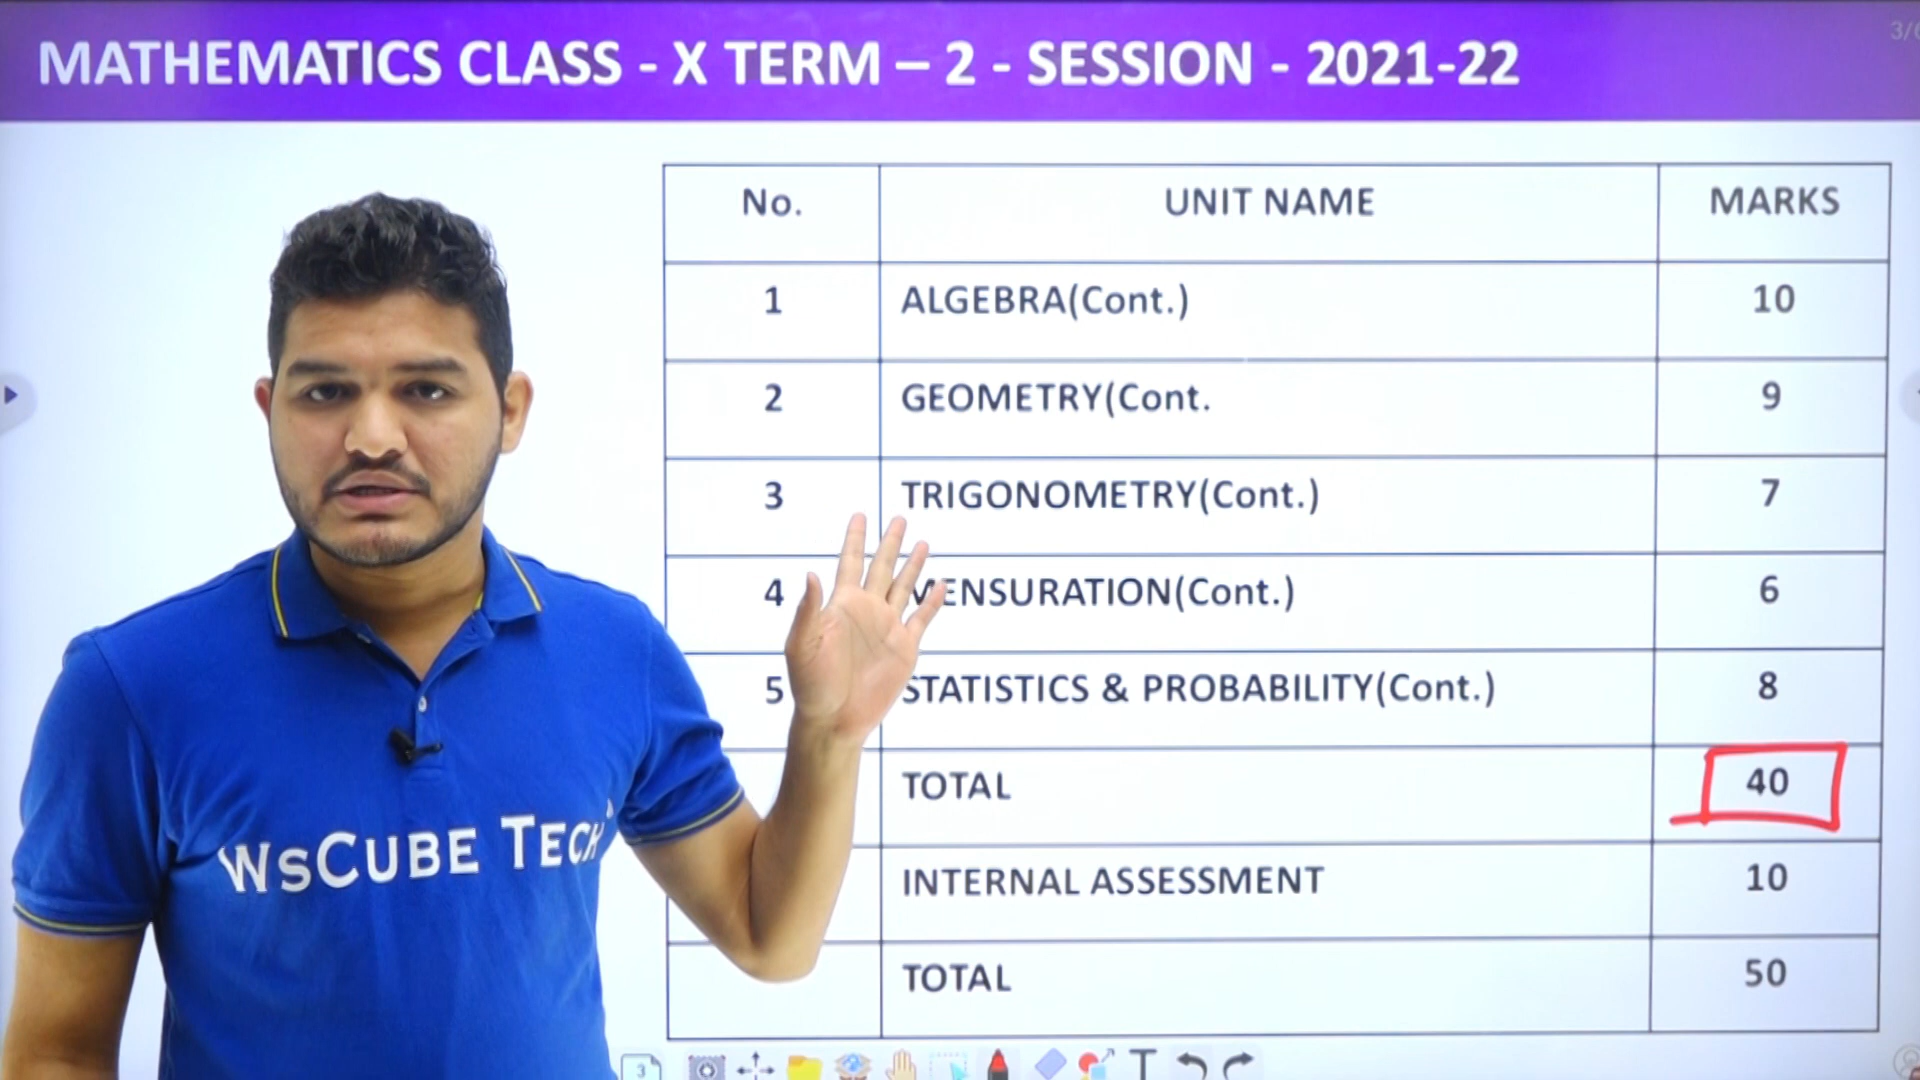 MATHEMATICS CLASS - X TERM – 2 - SESSION - 2021-22
No. UNIT NAME MARKS
1 ALGEBRA(Cont.) 10
2 GEOMETRY(Cont. 9
3 TRIGONOMETRY(Cont.) 7
4 MENSURATION(Cont.) 6
5 STATISTICS & PROBABILITY(Cont.) 8
TOTAL 40
INTERNAL ASSESSMENT 10
TOTAL 50
WsCube Tech
3
T